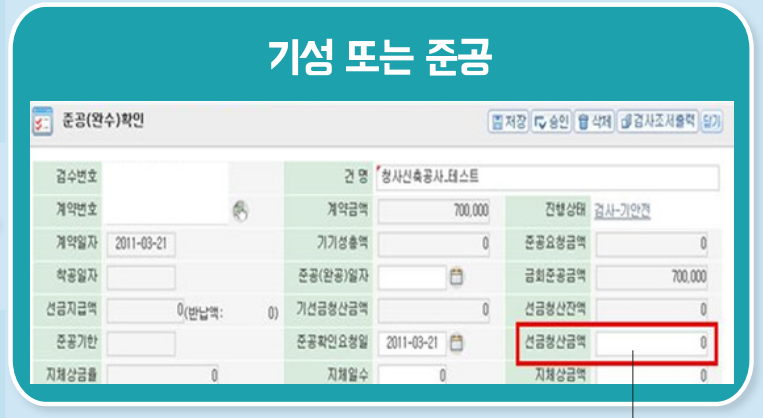 기성 또는 준공
준공(완수)확인 저장 승인 삭제 검사조서출력 닫기
검수번호 건 명 청사신축공사_테스트
계약번호 계약금액 700,000 진행상태 검사-기안전
계약일자 2011-03-21 기기성총액 0 준공요청금액 0
착공일자 준공(완공)일자 금회준공금액 700,000
선금지급액 0(반납액: 0) 기선금청산금액 0 선금청산잔액 0
준공기한 준공확인요청일 2011-03-21 선금청산금액 0
지체상금율 0 지체일수 0 지체상금액 0